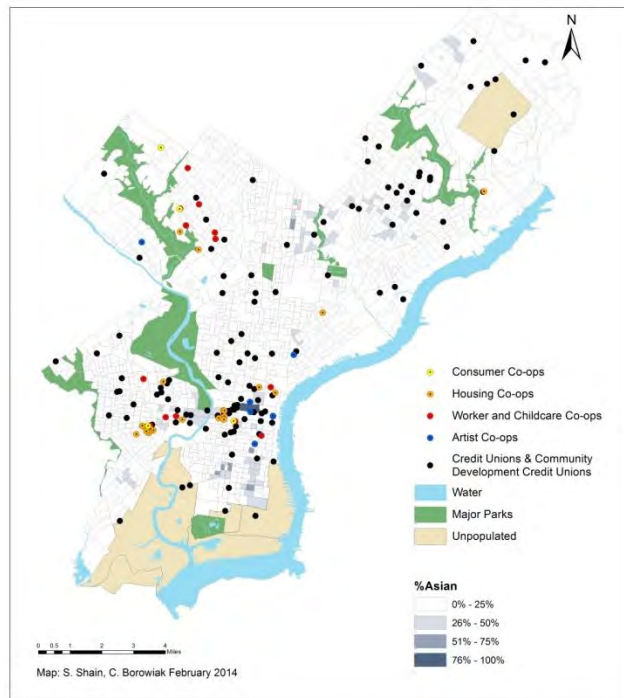 N
Consumer Co-ops
Housing Co-ops
Worker and Childcare Co-ops
Artist Co-ops
Credit Unions & Community
Development Credit Unions
Water
Major Parks
Unpopulated
%Asian
0% - 25%
26% - 50%
51% - 75%
76% - 100%
0 0.5 1 2 3 4
Miles
Map: S. Shain, C. Borowiak February 2014